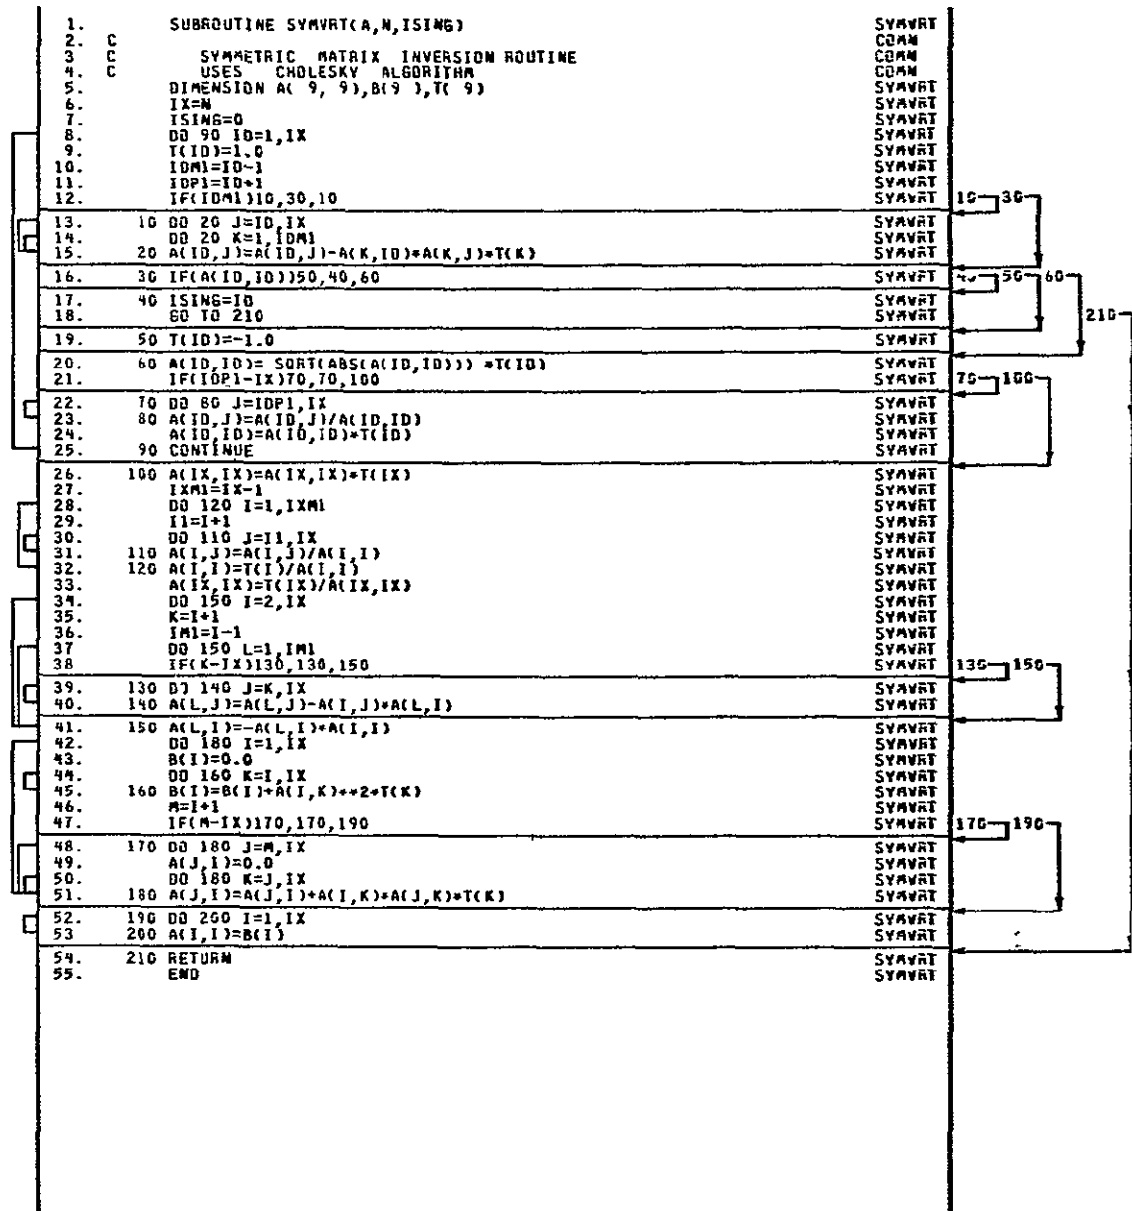 1. SUBROUTINE SYMVRT(A,N,ISING) SYMVRT
2. C COMM
3 C SYMMETRIC MATRIX INVERSION ROUTINE COMM
4. C USES CHOLESKY ALGORITHM COMM
5. DIMENSION A( 9, 9),B(9 ),T( 9) SYMVRT
6. IX=N SYMVRT
7. ISING=0 SYMVRT
8. DO 90 ID=1,IX SYMVRT
9. T(ID)=1.0 SYMVRT
10. IDM1=ID-1 SYMVRT
11. IDP1=ID+1 SYMVRT
12. IF(IDM1)10,30,10 SYMVRT 10 30
13. 10 DO 20 J=ID,IX SYMVRT
14. DO 20 K=1,IDM1 SYMVRT
15. 20 A(ID,J)=A(ID,J)-A(K,ID)*A(K,J)*T(K) SYMVRT
16. 30 IF(A(ID,ID))50,40,60 SYMVRT 40 50 60
17. 40 ISING=ID SYMVRT
18. GO TO 210 SYMVRT 210
19. 50 T(ID)=-1.0 SYMVRT
20. 60 A(ID,ID)= SQRT(ABS(A(ID,ID))) *T(ID) SYMVRT
21. IF(IDP1-IX)70,70,100 SYMVRT 70 100
22. 70 DO 80 J=IDP1,IX SYMVRT
23. 80 A(ID,J)=A(ID,J)/A(ID,ID) SYMVRT
24. A(ID,ID)=A(ID,ID)*T(ID) SYMVRT
25. 90 CONTINUE SYMVRT
26. 100 A(IX,IX)=A(IX,IX)*T(IX) SYMVRT
27. IXM1=IX-1 SYMVRT
28. DO 120 I=1,IXM1 SYMVRT
29. I1=I+1 SYMVRT
30. DO 110 J=I1,IX SYMVRT
31. 110 A(I,J)=A(I,J)/A(I,I) SYMVRT
32. 120 A(I,I)=T(I)/A(I,I) SYMVRT
33. A(IX,IX)=T(IX)/A(IX,IX) SYMVRT
34. DO 150 I=2,IX SYMVRT
35. K=I+1 SYMVRT
36. IM1=I-1 SYMVRT
37 DO 150 L=1,IM1 SYMVRT
38 IF(K-IX)130,130,150 SYMVRT 130 150
39. 130 DO 140 J=K,IX SYMVRT
40. 140 A(L,J)=A(L,J)-A(I,J)*A(L,I) SYMVRT
41. 150 A(L,I)=-A(L,I)*A(I,I) SYMVRT
42. DO 180 I=1,IX SYMVRT
43. B(I)=0.0 SYMVRT
44. DO 160 K=I,IX SYMVRT
45. 160 B(I)=B(I)+A(I,K)**2*T(K) SYMVRT
46. M=I+1 SYMVRT
47. IF(M-IX)170,170,190 SYMVRT 170 190
48. 170 DO 180 J=M,IX SYMVRT
49. A(J,I)=0.0 SYMVRT
50. DO 180 K=J,IX SYMVRT
51. 180 A(J,I)=A(J,I)+A(I,K)*A(J,K)*T(K) SYMVRT
52. 190 DO 200 I=1,IX SYMVRT
53 200 A(I,I)=B(I) SYMVRT
54. 210 RETURN SYMVRT
55. END SYMVRT